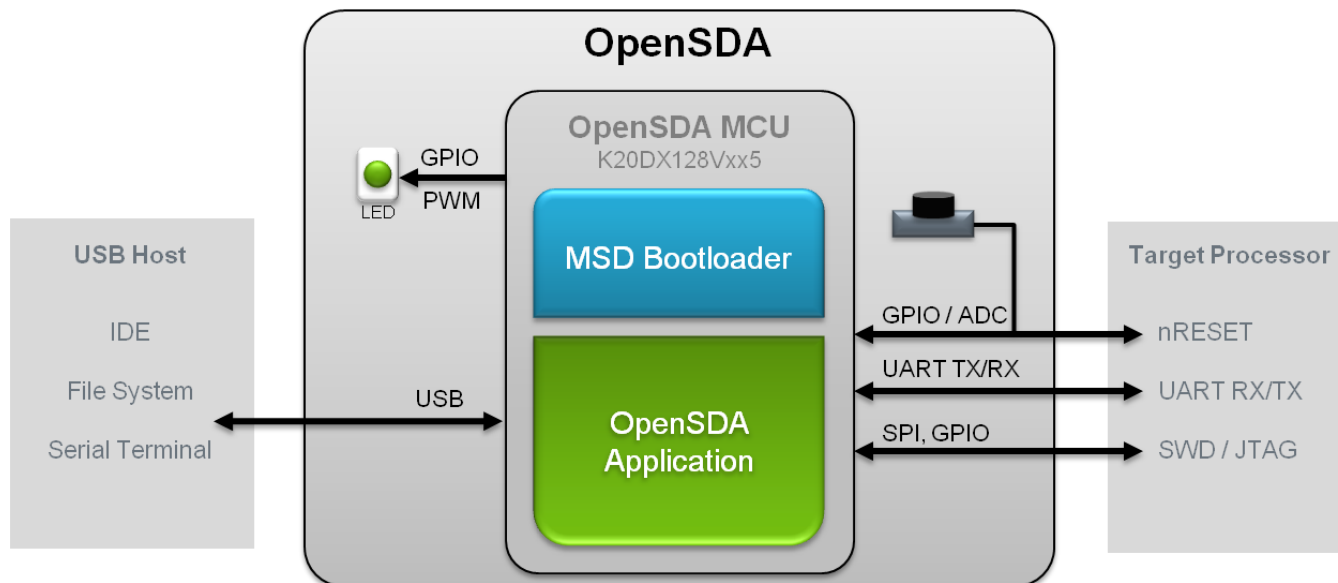 OpenSDA
OpenSDA MCU
K20DX128Vxx5
GPIO
PWM
LED
MSD Bootloader
OpenSDA
Application
USB Host
IDE
File System
Serial Terminal
USB
GPIO / ADC
UART TX/RX
SPI, GPIO
Target Processor
nRESET
UART RX/TX
SWD / JTAG